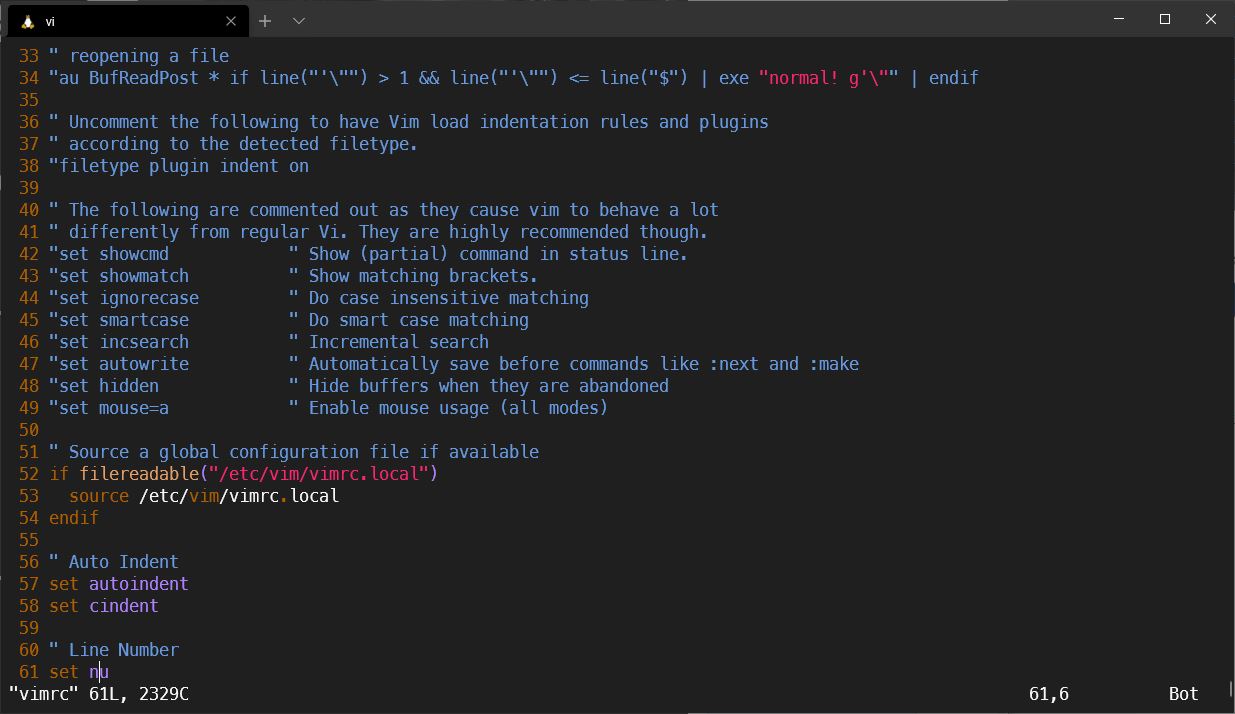 vi
33 " reopening a file
34 "au BufReadPost * if line("'\"") > 1 && line("'\"") <= line("$") | exe "normal! g'\"" | endif
35
36 " Uncomment the following to have Vim load indentation rules and plugins
37 " according to the detected filetype.
38 "filetype plugin indent on
39
40 " The following are commented out as they cause vim to behave a lot
41 " differently from regular Vi. They are highly recommended though.
42 "set showcmd            " Show (partial) command in status line.
43 "set showmatch          " Show matching brackets.
44 "set ignorecase         " Do case insensitive matching
45 "set smartcase          " Do smart case matching
46 "set incsearch          " Incremental search
47 "set autowrite          " Automatically save before commands like :next and :make
48 "set hidden             " Hide buffers when they are abandoned
49 "set mouse=a            " Enable mouse usage (all modes)
50
51 " Source a global configuration file if available
52 if filereadable("/etc/vim/vimrc.local")
53   source /etc/vim/vimrc.local
54 endif
55
56 " Auto Indent
57 set autoindent
58 set cindent
59
60 " Line Number
61 set nu
"vimrc" 61L, 2329C 61,6 Bot